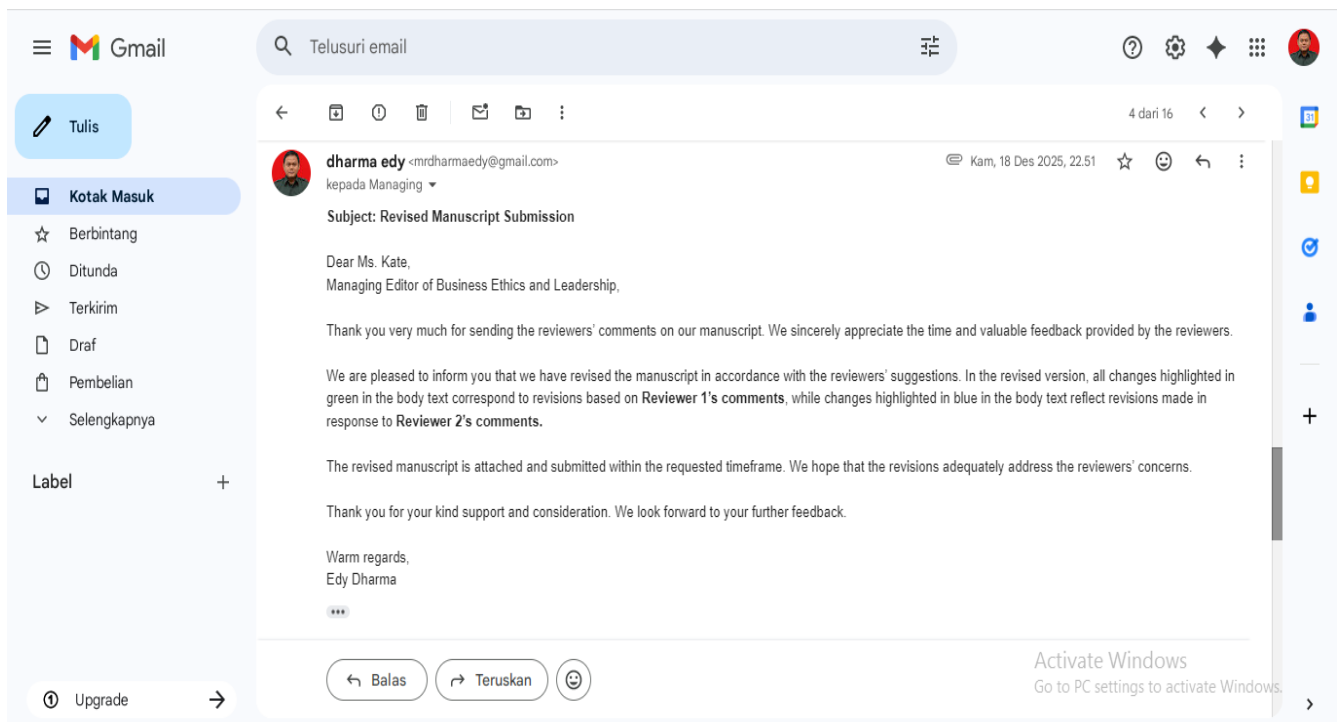 Gmail
Telusuri email
Tulis
4 dari 16
31
dharma edy <mrdharmaedy@gmail.com>
Kam, 18 Des 2025, 22.51
kepada Managing
Kotak Masuk
Berbintang
Ditunda
Terkirim
Draf
Pembelian
Selengkapnya
Label
Subject: Revised Manuscript Submission
Dear Ms. Kate,
Managing Editor of Business Ethics and Leadership,
Thank you very much for sending the reviewers' comments on our manuscript. We sincerely appreciate the time and valuable feedback provided by the reviewers.
We are pleased to inform you that we have revised the manuscript in accordance with the reviewers' suggestions. In the revised version, all changes highlighted in
green in the body text correspond to revisions based on Reviewer 1's comments, while changes highlighted in blue in the body text reflect revisions made in
response to Reviewer 2's comments.
The revised manuscript is attached and submitted within the requested timeframe. We hope that the revisions adequately address the reviewers' concerns.
Thank you for your kind support and consideration. We look forward to your further feedback.
Warm regards,
Edy Dharma
Balas
Teruskan
Upgrade
Activate Windows
Go to PC settings to activate Windows.